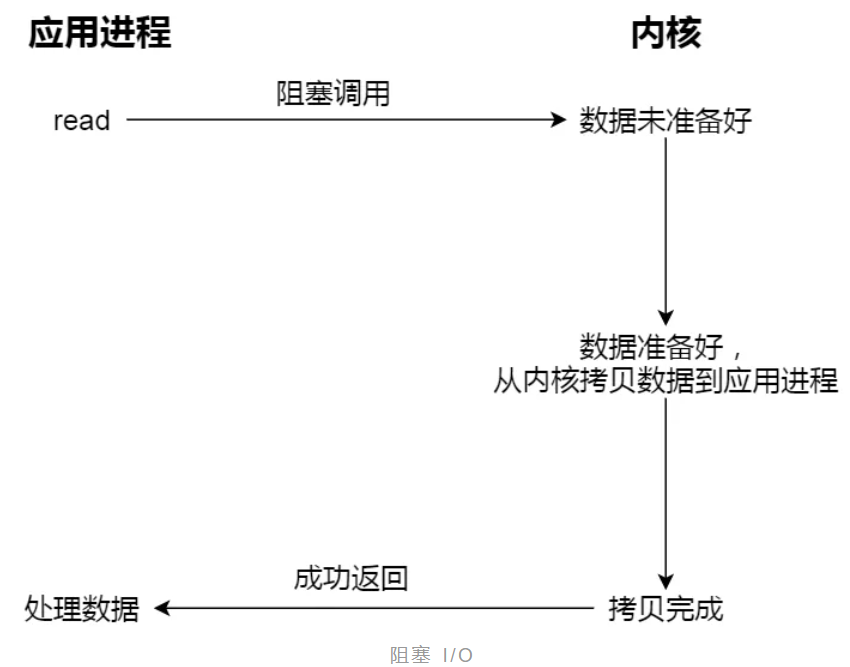 应用进程
内核
阻塞调用
read
数据未准备好
数据准备好，
从内核拷贝数据到应用进程
成功返回
处理数据
拷贝完成
阻塞 I/O